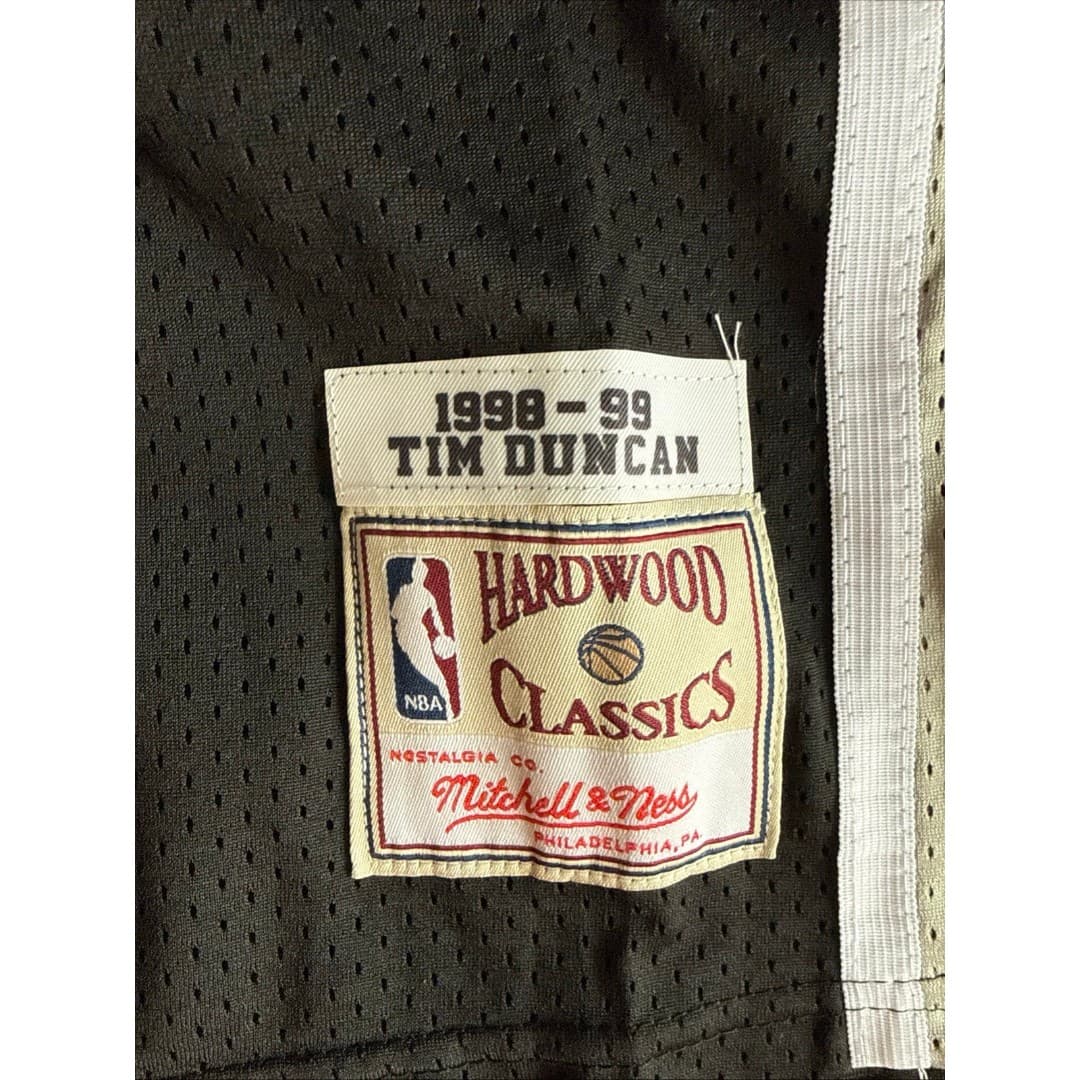 1998 - 99
TIM DUNCAN
HARDWOOD
CLASSICS
NBA
NOSTALGIA CO.
Mitchell & Ness
PHILADELPHIA, PA.